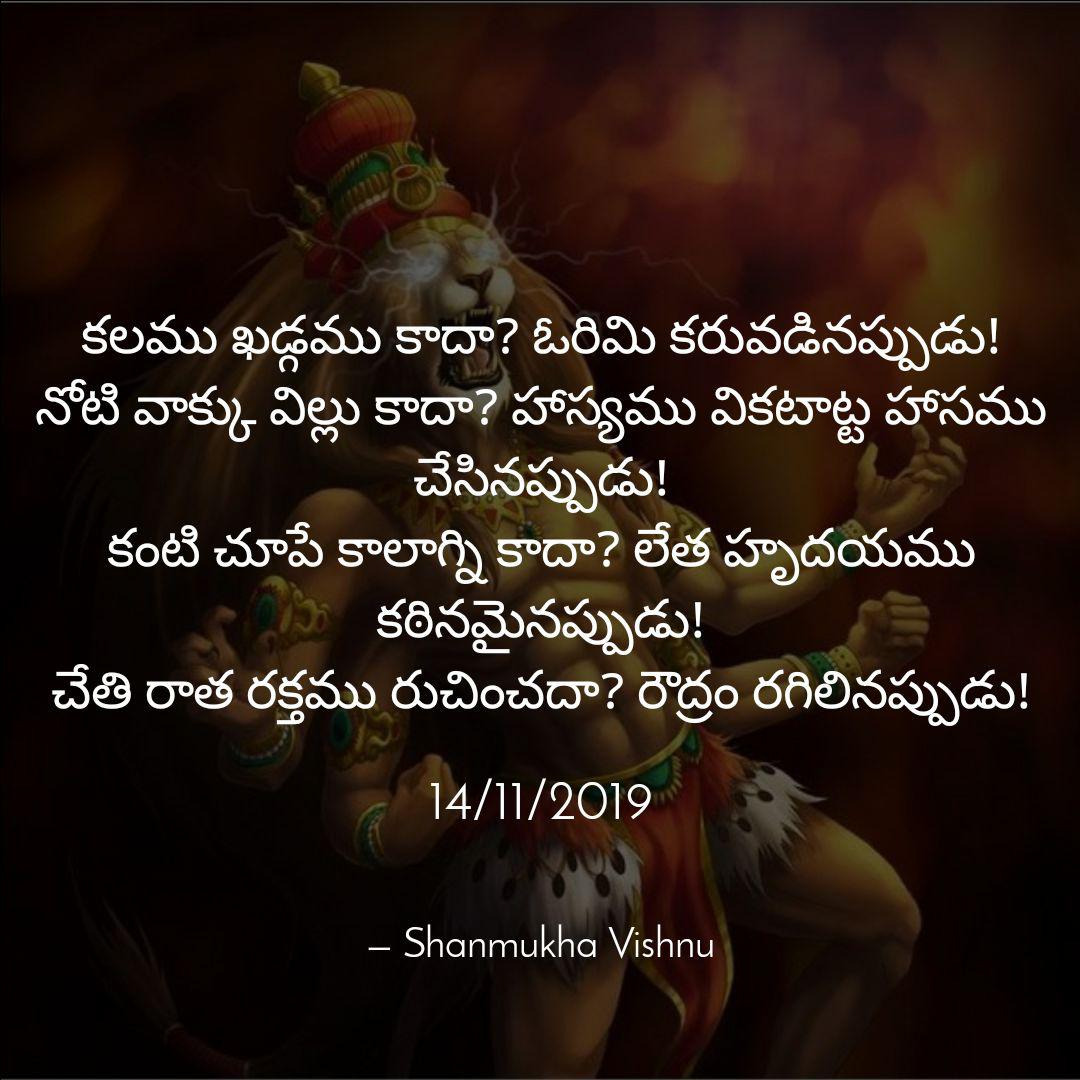 కలము ఖడ్గము కాదా? ఓరిమి కరువడినప్పుడు!
నోటి వాక్కు విల్లు కాదా? హాస్యము వికటాట్ట హాసము
చేసినప్పుడు!
కంటి చూపే కాలాగ్ని కాదా? లేత హృదయము
కఠినమైనప్పుడు!
చేతి రాత రక్తము రుచించదా? రౌద్రం రగిలినప్పుడు!
14/11/2019
– Shanmukha Vishnu